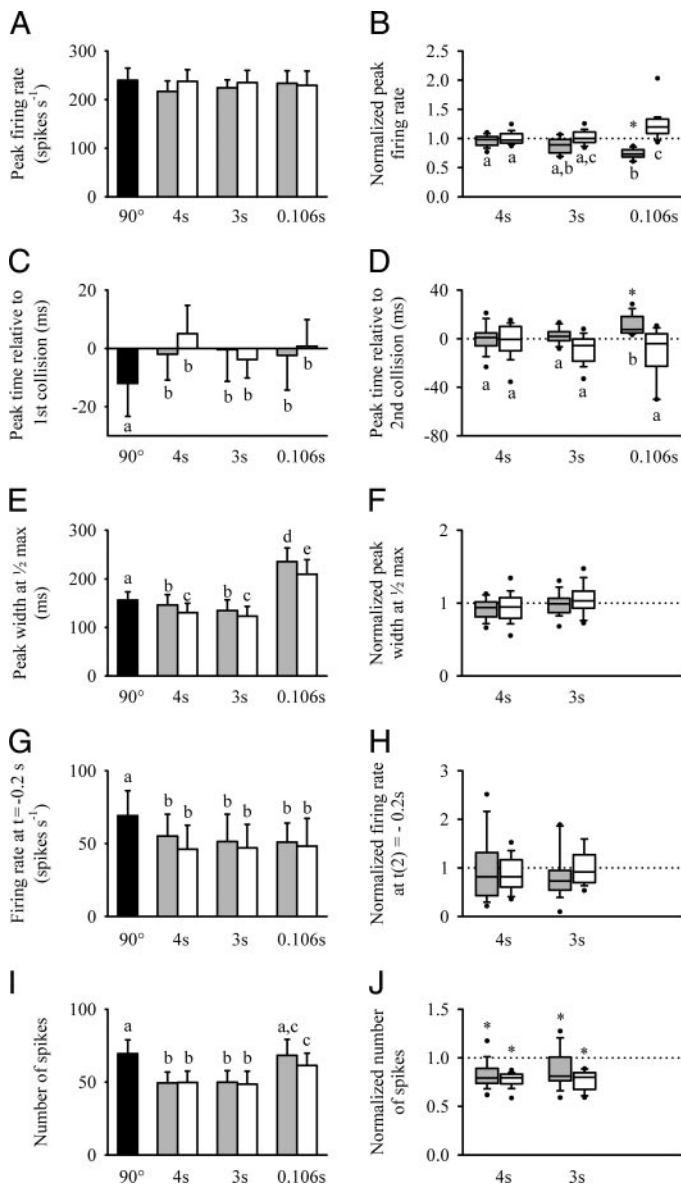 A
Peak firing rate
(spikes s⁻¹)
300
200
100
0
90° 4s 3s 0.106s
B
Normalized peak
firing rate
2.5
2.0
1.5
1.0
0.5
0.0
*
a a a,b a,c b c
4s 3s 0.106s
C
Peak time relative to
1st collision (ms)
20
0
-20
a b b b b b b
90° 4s 3s 0.106s
D
Peak time relative to
2nd collision (ms)
40
0
-40
-80
*
a a a a b a
4s 3s 0.106s
E
Peak width at ½ max
(ms)
300
200
100
0
a b c b c d e
90° 4s 3s 0.106s
F
Normalized peak
width at ½ max
2
1
0
4s 3s
G
Firing rate at t=-0.2 s
(spikes s⁻¹)
100
50
0
a b b b b b b
90° 4s 3s 0.106s
H
Normalized firing rate
at t(2) = - 0.2s
3
2
1
0
4s 3s
I
Number of spikes
100
50
0
a b b b b a,c c
90° 4s 3s 0.106s
J
Normalized number
of spikes
1.5
1.0
0.5
0.0
* * * *
4s 3s